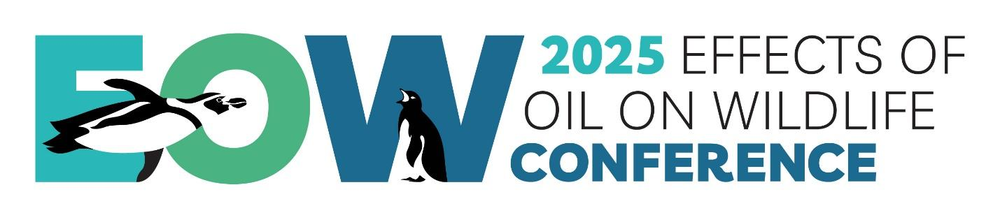 EOW
2025 EFFECTS OF
OIL ON WILDLIFE
CONFERENCE